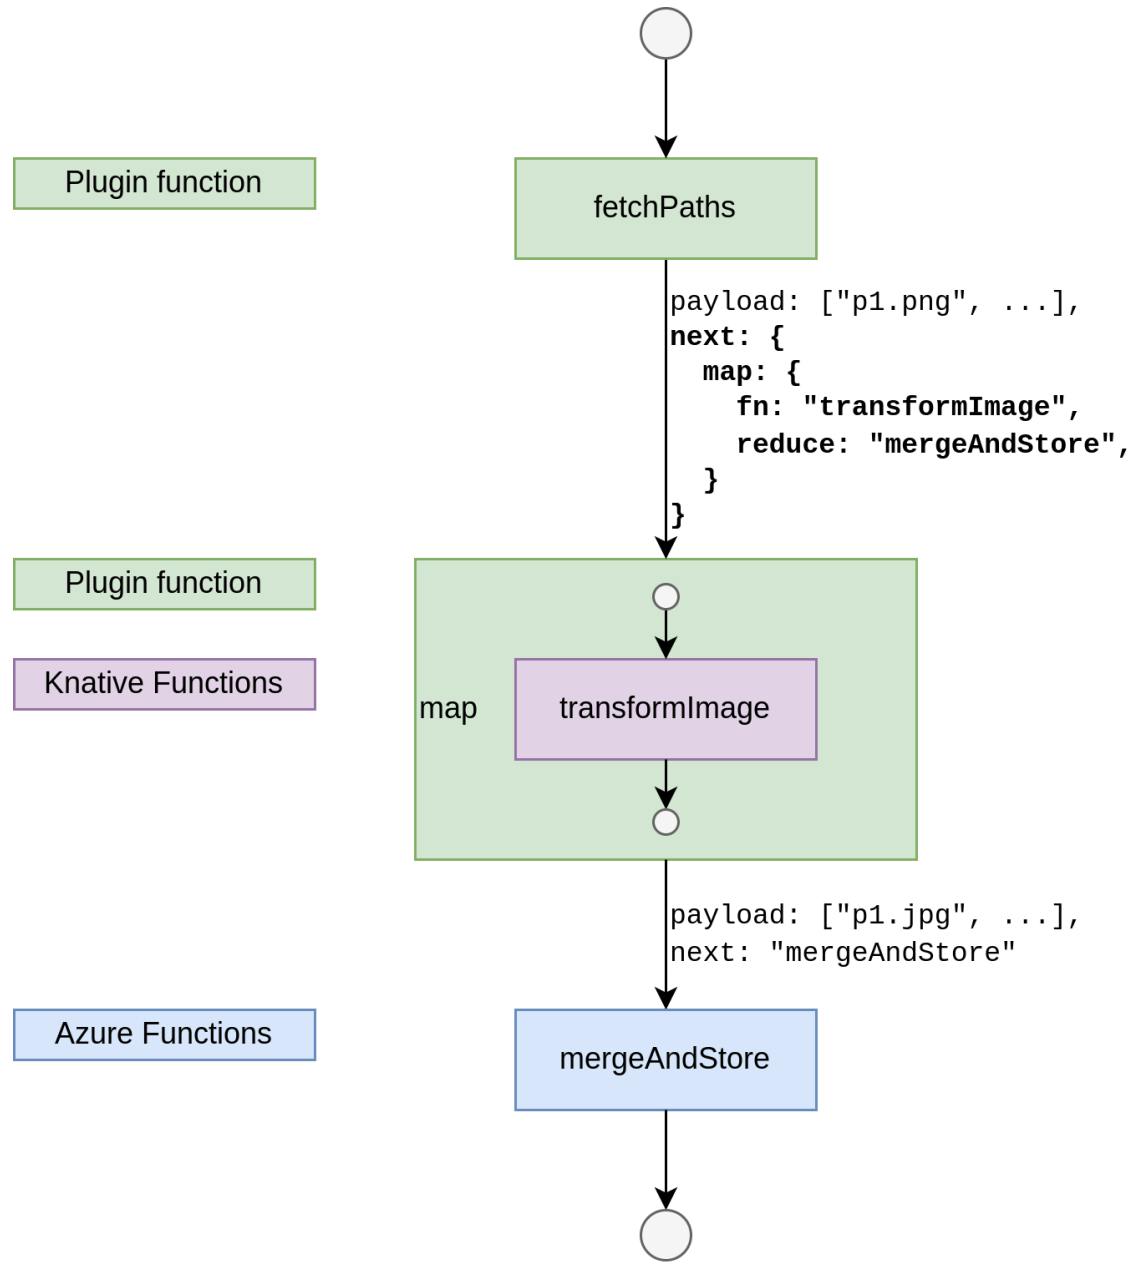 Plugin function
fetchPaths
payload: ["p1.png", ...],
next: {
  map: {
    fn: "transformImage",
    reduce: "mergeAndStore",
  }
}
Plugin function
Knative Functions
map
transformImage
payload: ["p1.jpg", ...],
next: "mergeAndStore"
Azure Functions
mergeAndStore